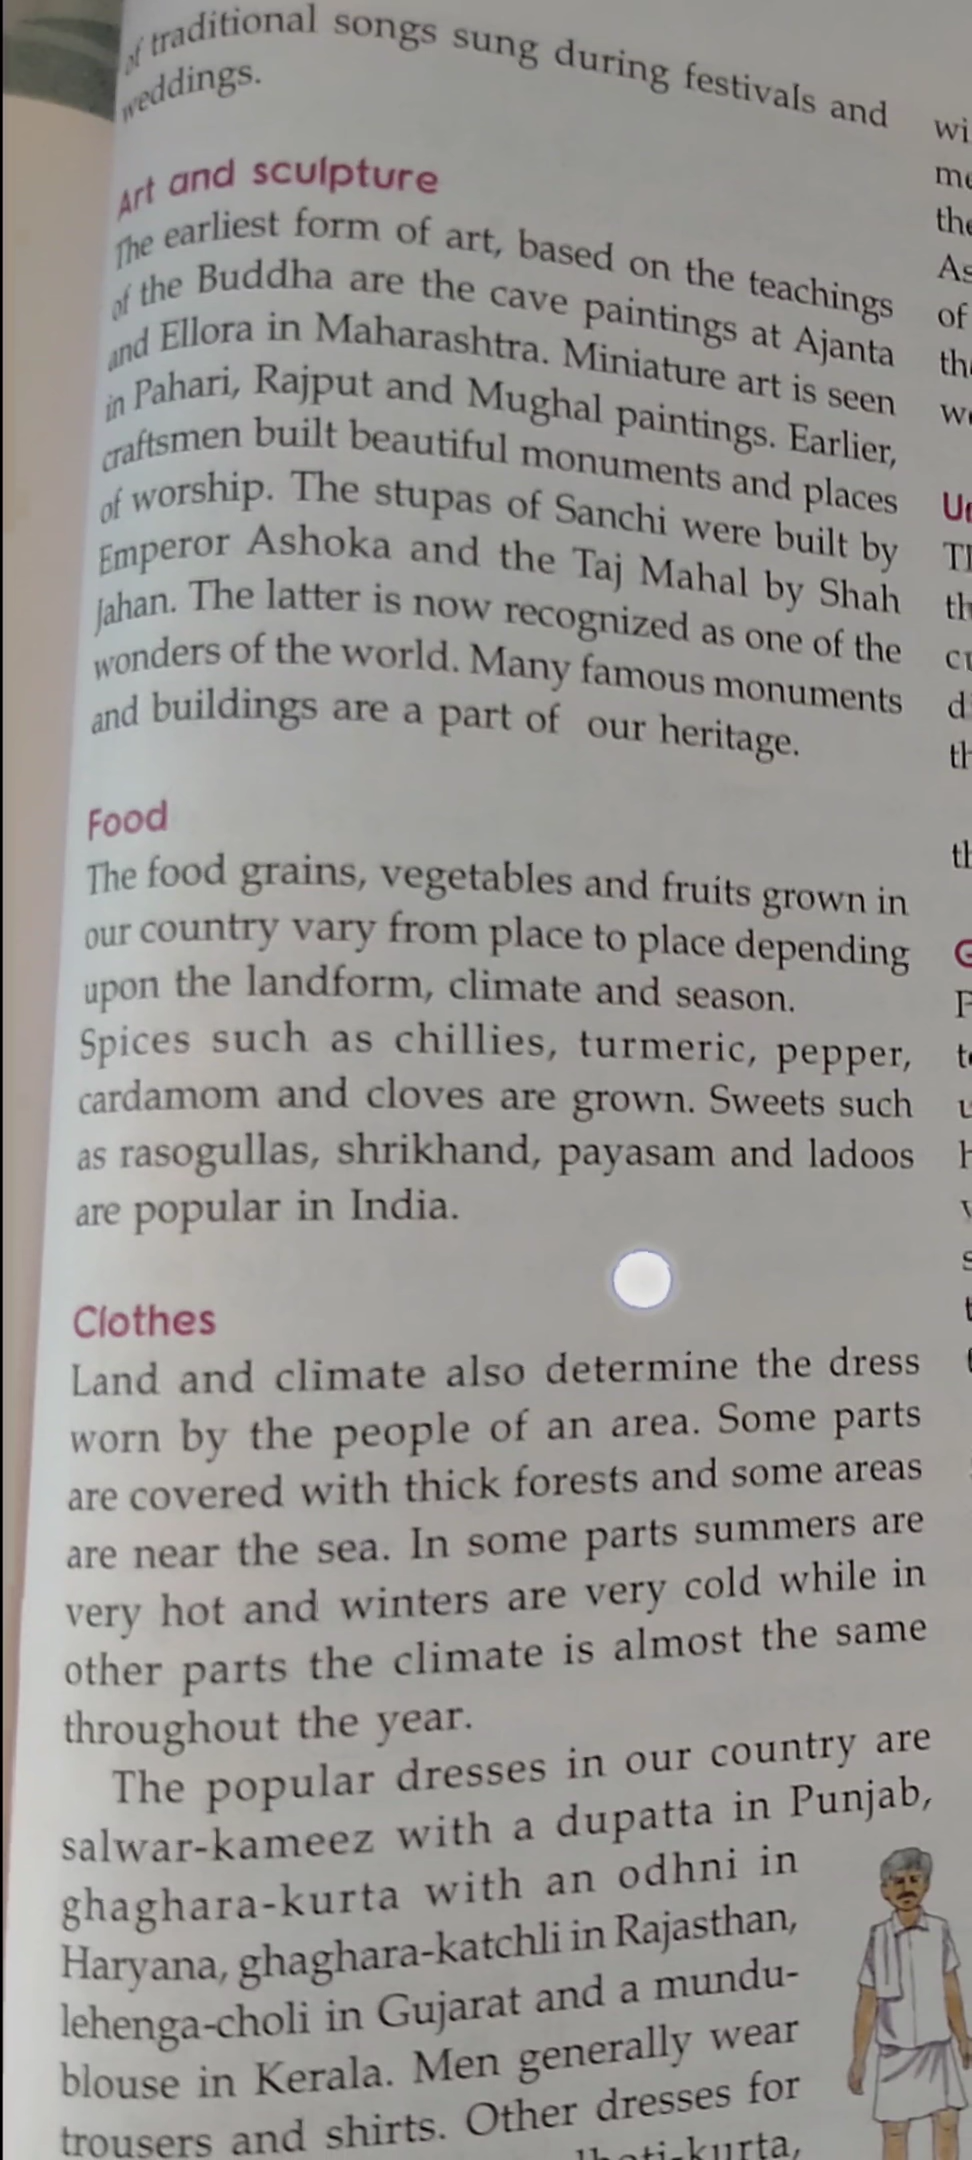 of traditional songs sung during festivals and
weddings.
Art and sculpture
The earliest form of art, based on the teachings
of the Buddha are the cave paintings at Ajanta
and Ellora in Maharashtra. Miniature art is seen
in Pahari, Rajput and Mughal paintings. Earlier,
craftsmen built beautiful monuments and places
of worship. The stupas of Sanchi were built by
Emperor Ashoka and the Taj Mahal by Shah
Jahan. The latter is now recognized as one of the
wonders of the world. Many famous monuments
and buildings are a part of our heritage.
Food
The food grains, vegetables and fruits grown in
our country vary from place to place depending
upon the landform, climate and season.
Spices such as chillies, turmeric, pepper,
cardamom and cloves are grown. Sweets such
as rasogullas, shrikhand, payasam and ladoos
are popular in India.
Clothes
Land and climate also determine the dress
worn by the people of an area. Some parts
are covered with thick forests and some areas
are near the sea. In some parts summers are
very hot and winters are very cold while in
other parts the climate is almost the same
throughout the year.
The popular dresses in our country are
salwar-kameez with a dupatta in Punjab,
ghaghara-kurta with an odhni in
Haryana, ghaghara-katchli in Rajasthan,
lehenga-choli in Gujarat and a mundu-
blouse in Kerala. Men generally wear
trousers and shirts. Other dresses for